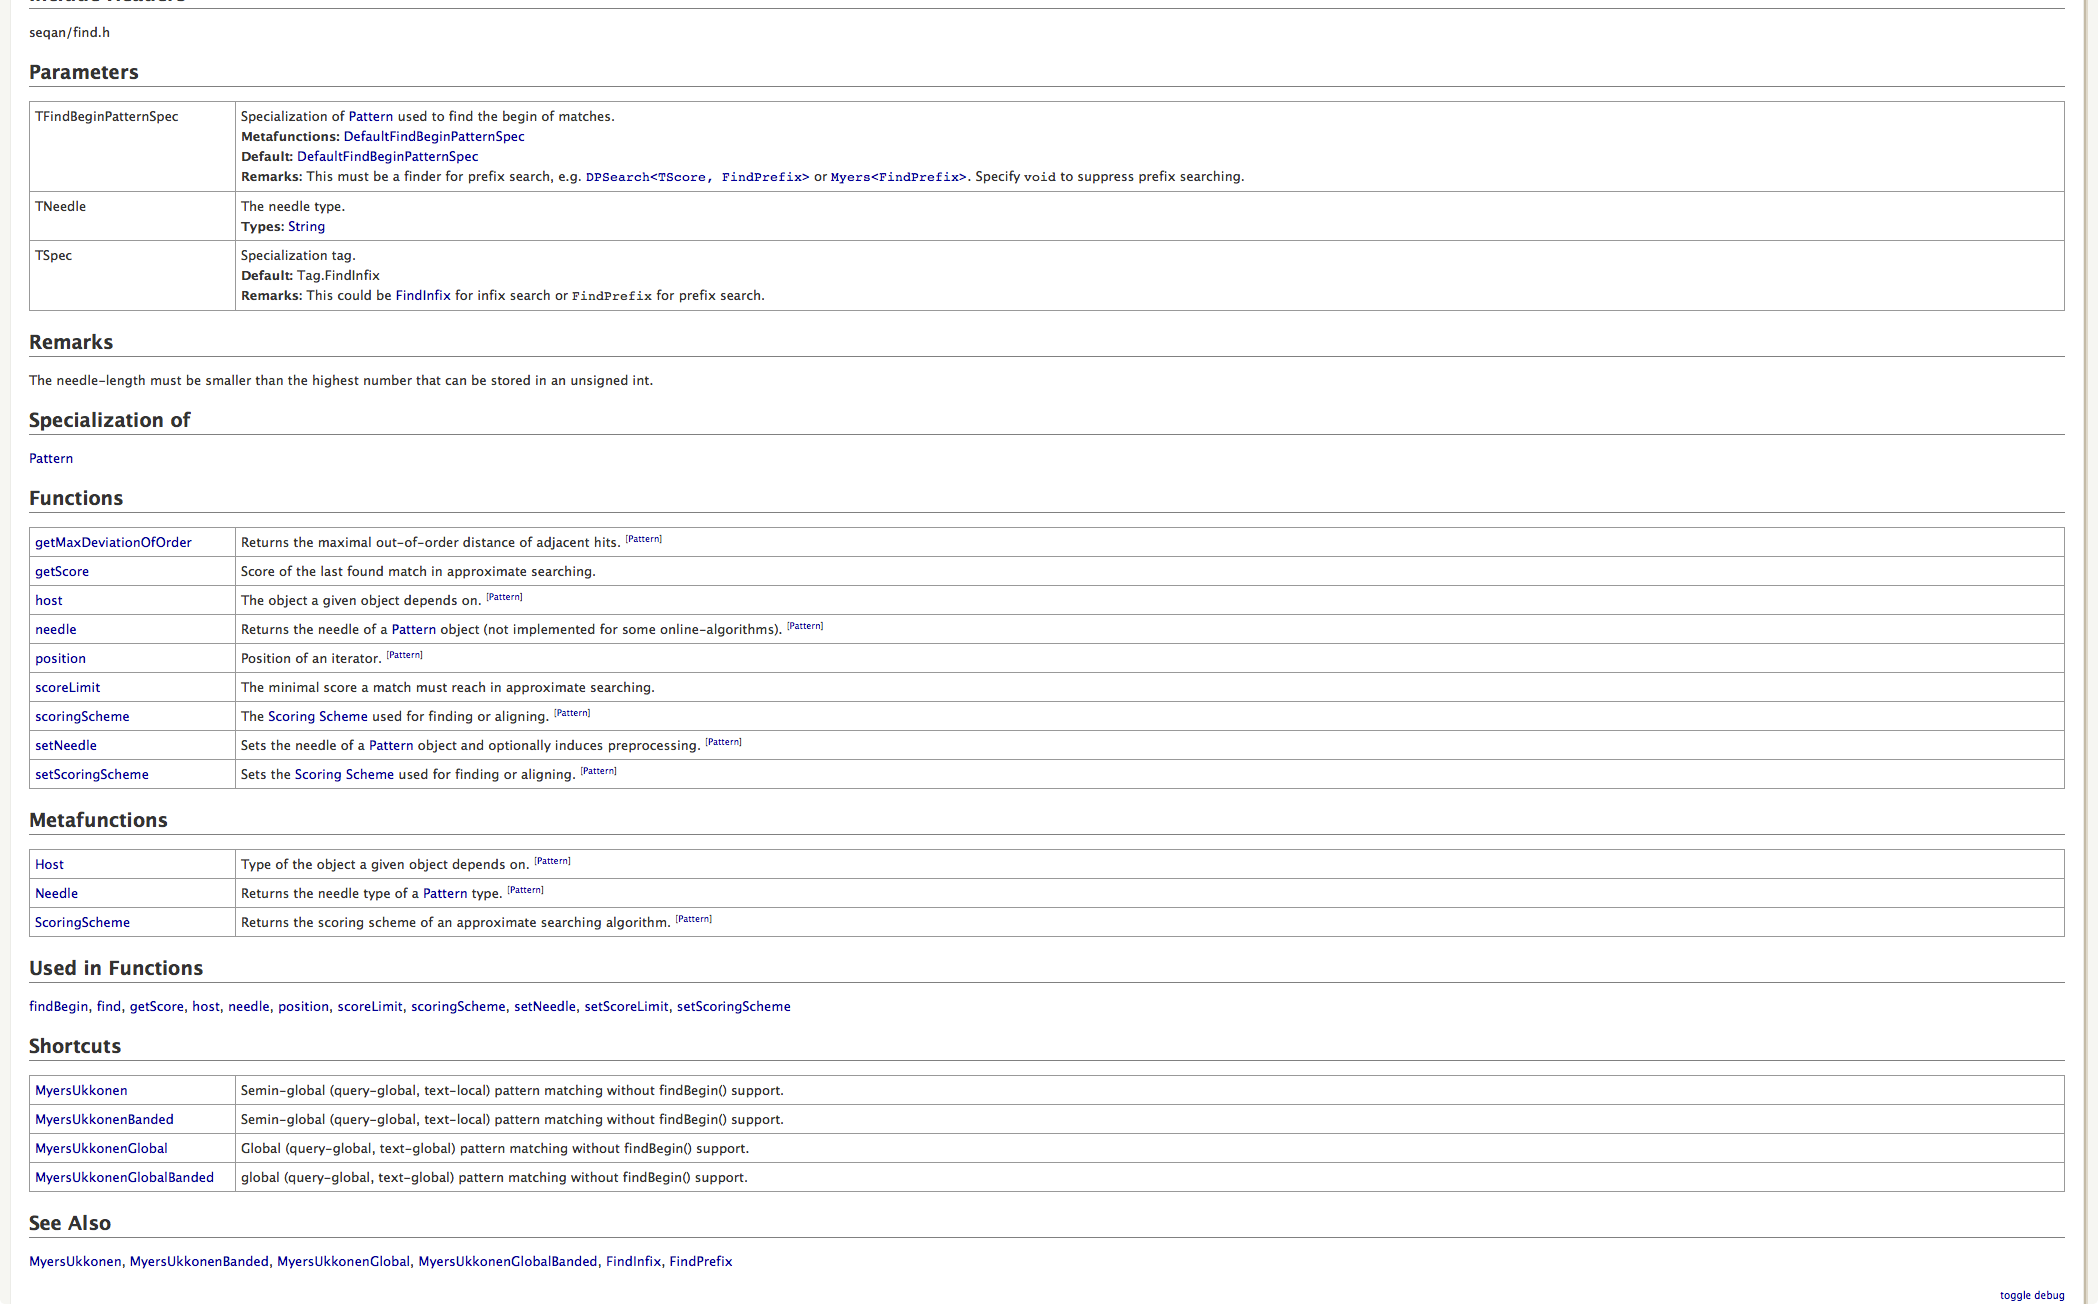 Include Headers
seqan/find.h
Parameters
TFindBeginPatternSpec
Specialization of Pattern used to find the begin of matches.
Metafunctions: DefaultFindBeginPatternSpec
Default: DefaultFindBeginPatternSpec
Remarks: This must be a finder for prefix search, e.g. DPSearch<TScore, FindPrefix> or Myers<FindPrefix>. Specify void to suppress prefix searching.
TNeedle
The needle type.
Types: String
TSpec
Specialization tag.
Default: Tag.FindInfix
Remarks: This could be FindInfix for infix search or FindPrefix for prefix search.
Remarks
The needle-length must be smaller than the highest number that can be stored in an unsigned int.
Specialization of
Pattern
Functions
getMaxDeviationOfOrder Returns the maximal out-of-order distance of adjacent hits. [Pattern]
getScore Score of the last found match in approximate searching.
host The object a given object depends on. [Pattern]
needle Returns the needle of a Pattern object (not implemented for some online-algorithms). [Pattern]
position Position of an iterator. [Pattern]
scoreLimit The minimal score a match must reach in approximate searching.
scoringScheme The Scoring Scheme used for finding or aligning. [Pattern]
setNeedle Sets the needle of a Pattern object and optionally induces preprocessing. [Pattern]
setScoringScheme Sets the Scoring Scheme used for finding or aligning. [Pattern]
Metafunctions
Host Type of the object a given object depends on. [Pattern]
Needle Returns the needle type of a Pattern type. [Pattern]
ScoringScheme Returns the scoring scheme of an approximate searching algorithm. [Pattern]
Used in Functions
findBegin, find, getScore, host, needle, position, scoreLimit, scoringScheme, setNeedle, setScoreLimit, setScoringScheme
Shortcuts
MyersUkkonen Semin-global (query-global, text-local) pattern matching without findBegin() support.
MyersUkkonenBanded Semin-global (query-global, text-local) pattern matching without findBegin() support.
MyersUkkonenGlobal Global (query-global, text-global) pattern matching without findBegin() support.
MyersUkkonenGlobalBanded global (query-global, text-global) pattern matching without findBegin() support.
See Also
MyersUkkonen, MyersUkkonenBanded, MyersUkkonenGlobal, MyersUkkonenGlobalBanded, FindInfix, FindPrefix
toggle debug